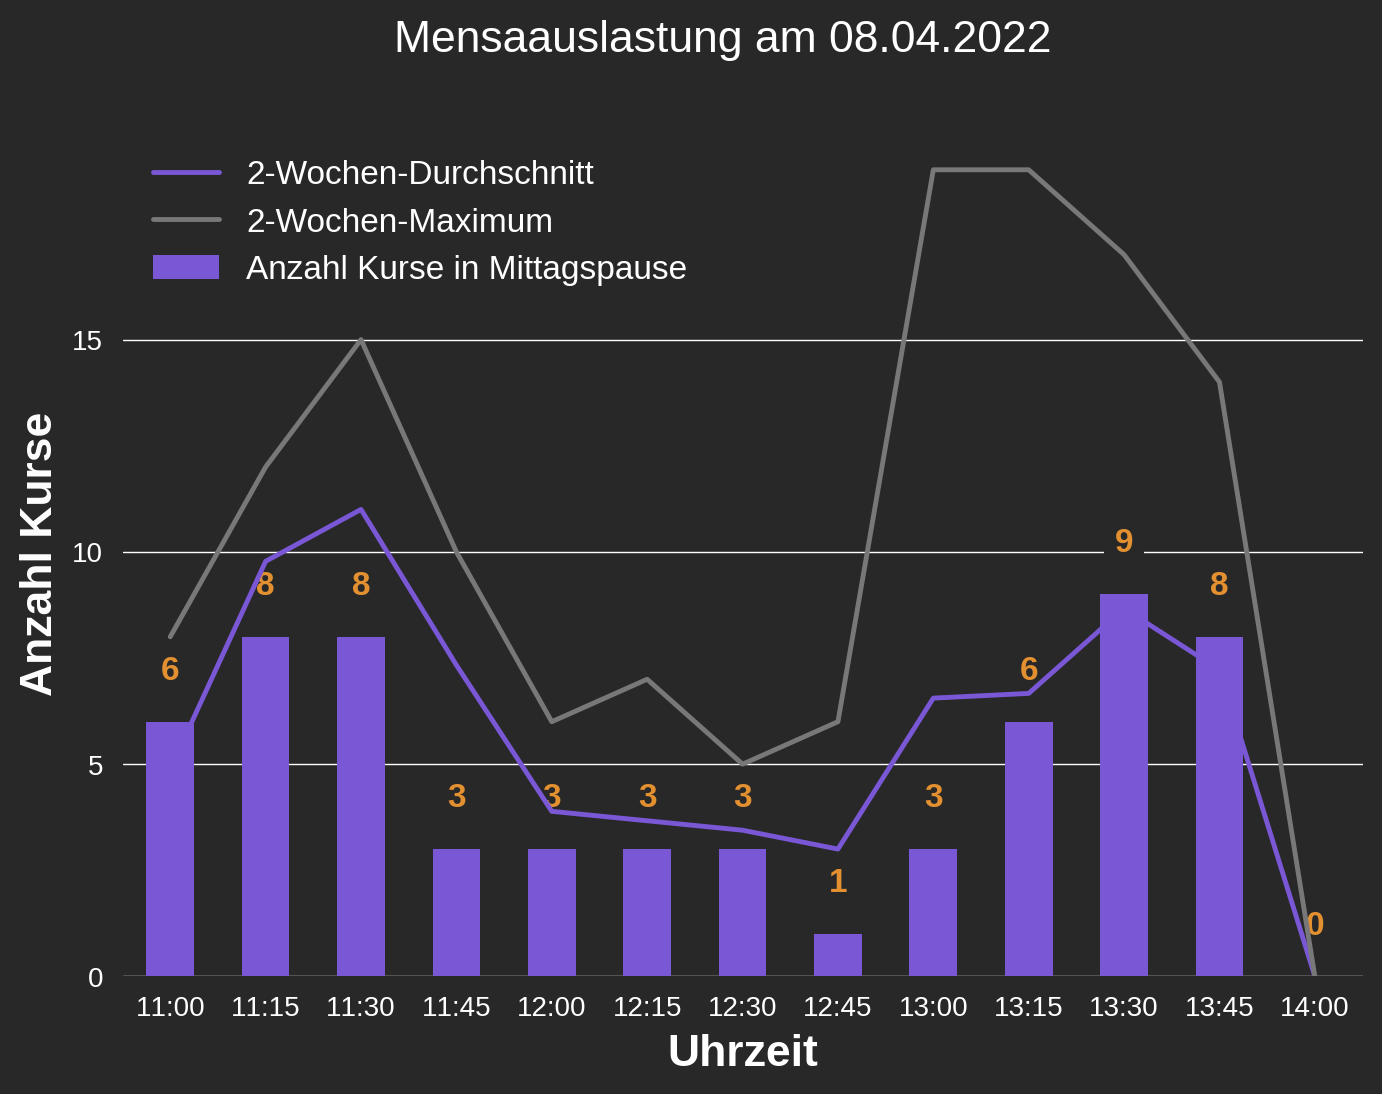 Mensaauslastung am 08.04.2022
2-Wochen-Durchschnitt
2-Wochen-Maximum
Anzahl Kurse in Mittagspause
Anzahl Kurse
15
10
5
0
6
8
8
3
3
3
3
1
3
6
9
8
0
11:00 11:15 11:30 11:45 12:00 12:15 12:30 12:45 13:00 13:15 13:30 13:45 14:00
Uhrzeit